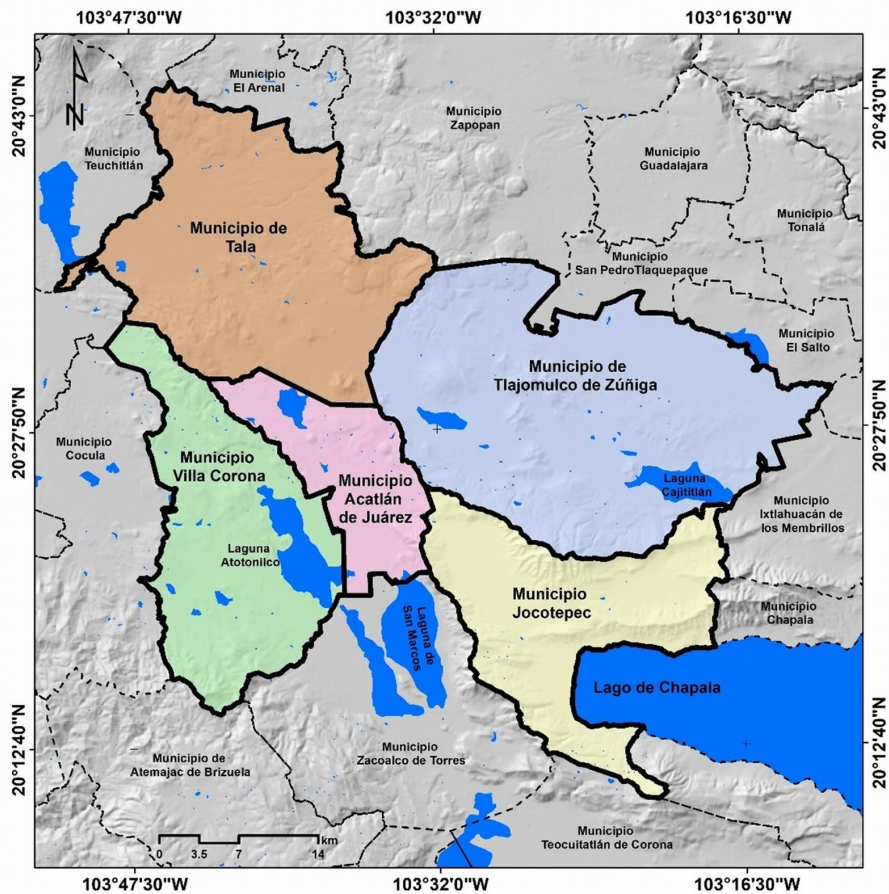 103°47'30"W 103°32'0"W 103°16'30"W
20°43'0"N
20°43'0"N
N
Municipio
El Arenal
Municipio
Zapopan
Municipio
Teuchitlán
Municipio
Guadalajara
Municipio
Tonalá
Municipio de
Tala
Municipio
San PedroTlaquepaque
Municipio
El Salto
Municipio de
Tlajomulco de Zúñiga
20°27'50"N
20°27'50"N
Municipio
Cocula
Municipio
Villa Corona
Municipio
Acatlán
de Juárez
Laguna
Cajititlán
Municipio
Ixtlahuacán de
los Membrillos
Laguna
Atotonilco
Municipio
Jocotepec
Municipio
Chapala
Laguna de
San Marcos
Lago de Chapala
20°12'40"N
20°12'40"N
Municipio de
Atemajac de Brizuela
Municipio
Zacoalco de Torres
Municipio
Teocuitatlán de Corona
km
0 3.5 7 14
103°47'30"W 103°32'0"W 103°16'30"W